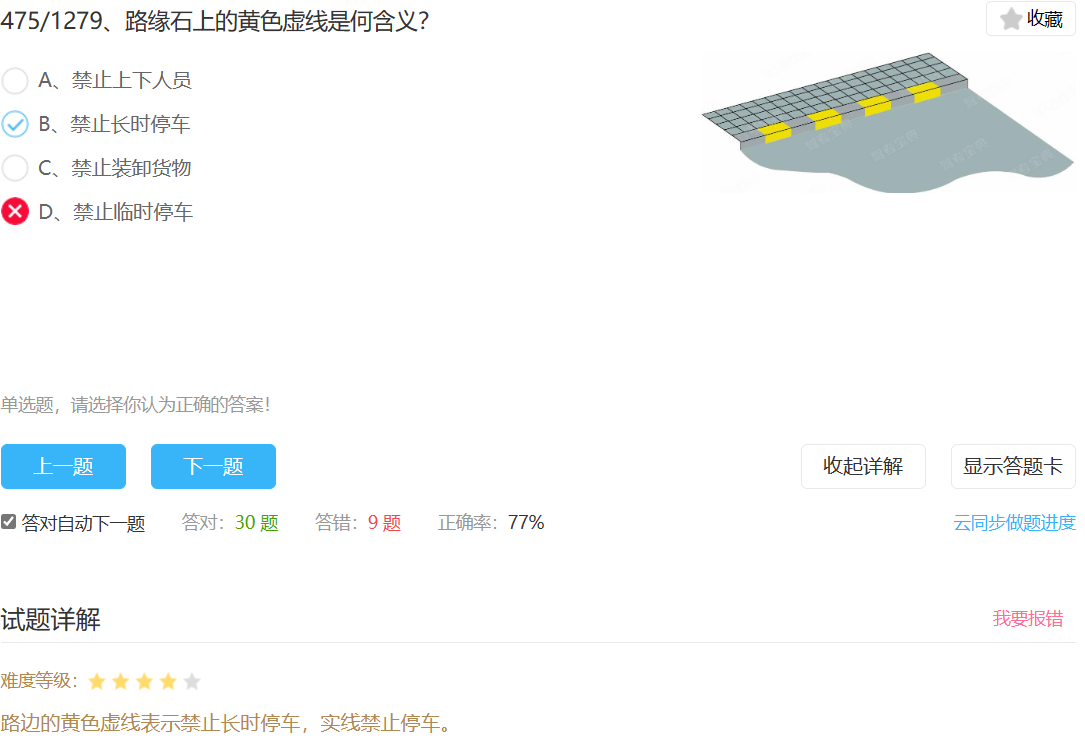 475/1279、路缘石上的黄色虚线是何含义?
收藏
A、禁止上下人员
B、禁止长时停车
C、禁止装卸货物
D、禁止临时停车
单选题，请选择你认为正确的答案!
上一题
下一题
收起详解
显示答题卡
答对自动下一题
答对：30 题
答错：9 题
正确率：77%
云同步做题进度
试题详解
我要报错
难度等级：
路边的黄色虚线表示禁止长时停车，实线禁止停车。